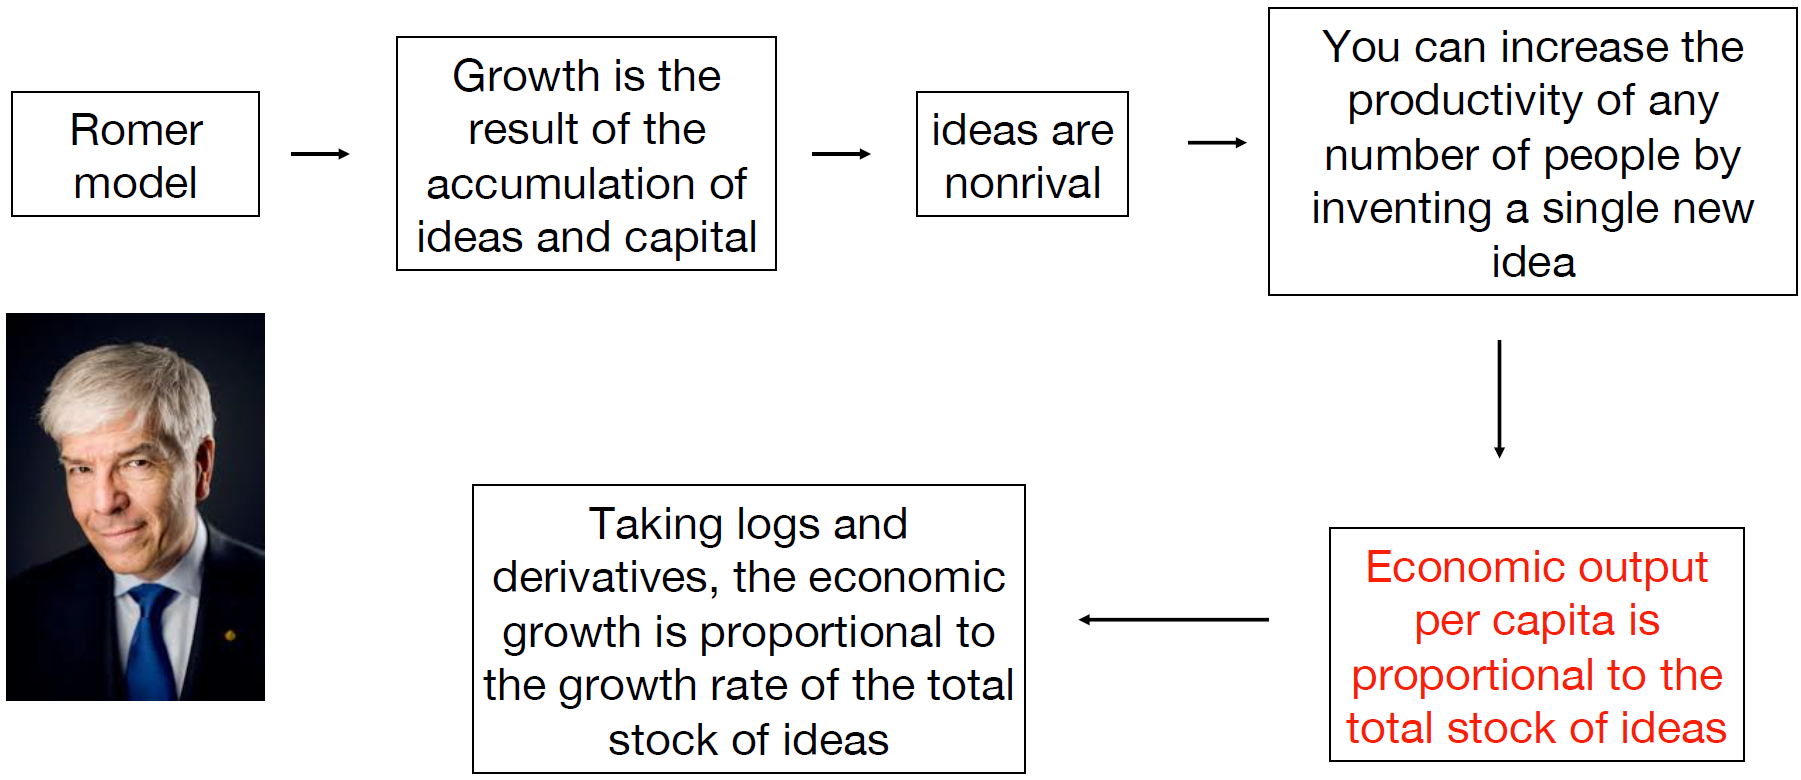 Romer
model
Growth is the
result of the
accumulation of
ideas and capital
ideas are
nonrival
You can increase the
productivity of any
number of people by
inventing a single new
idea
Economic output
per capita is
proportional to the
total stock of ideas
Taking logs and
derivatives, the economic
growth is proportional to
the growth rate of the total
stock of ideas